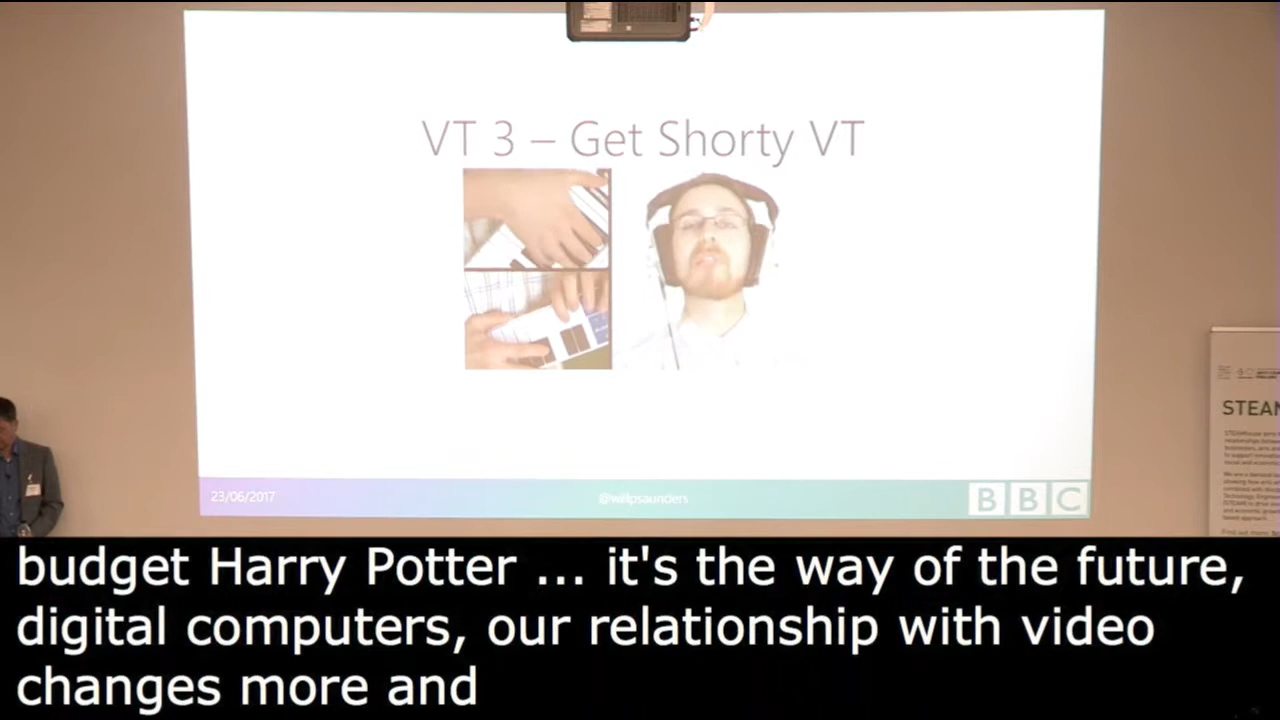 VT 3 – Get Shorty VT
23/06/2017
@willpsaunders
BBC
STEAM
budget Harry Potter ... it's the way of the future,
digital computers, our relationship with video
changes more and